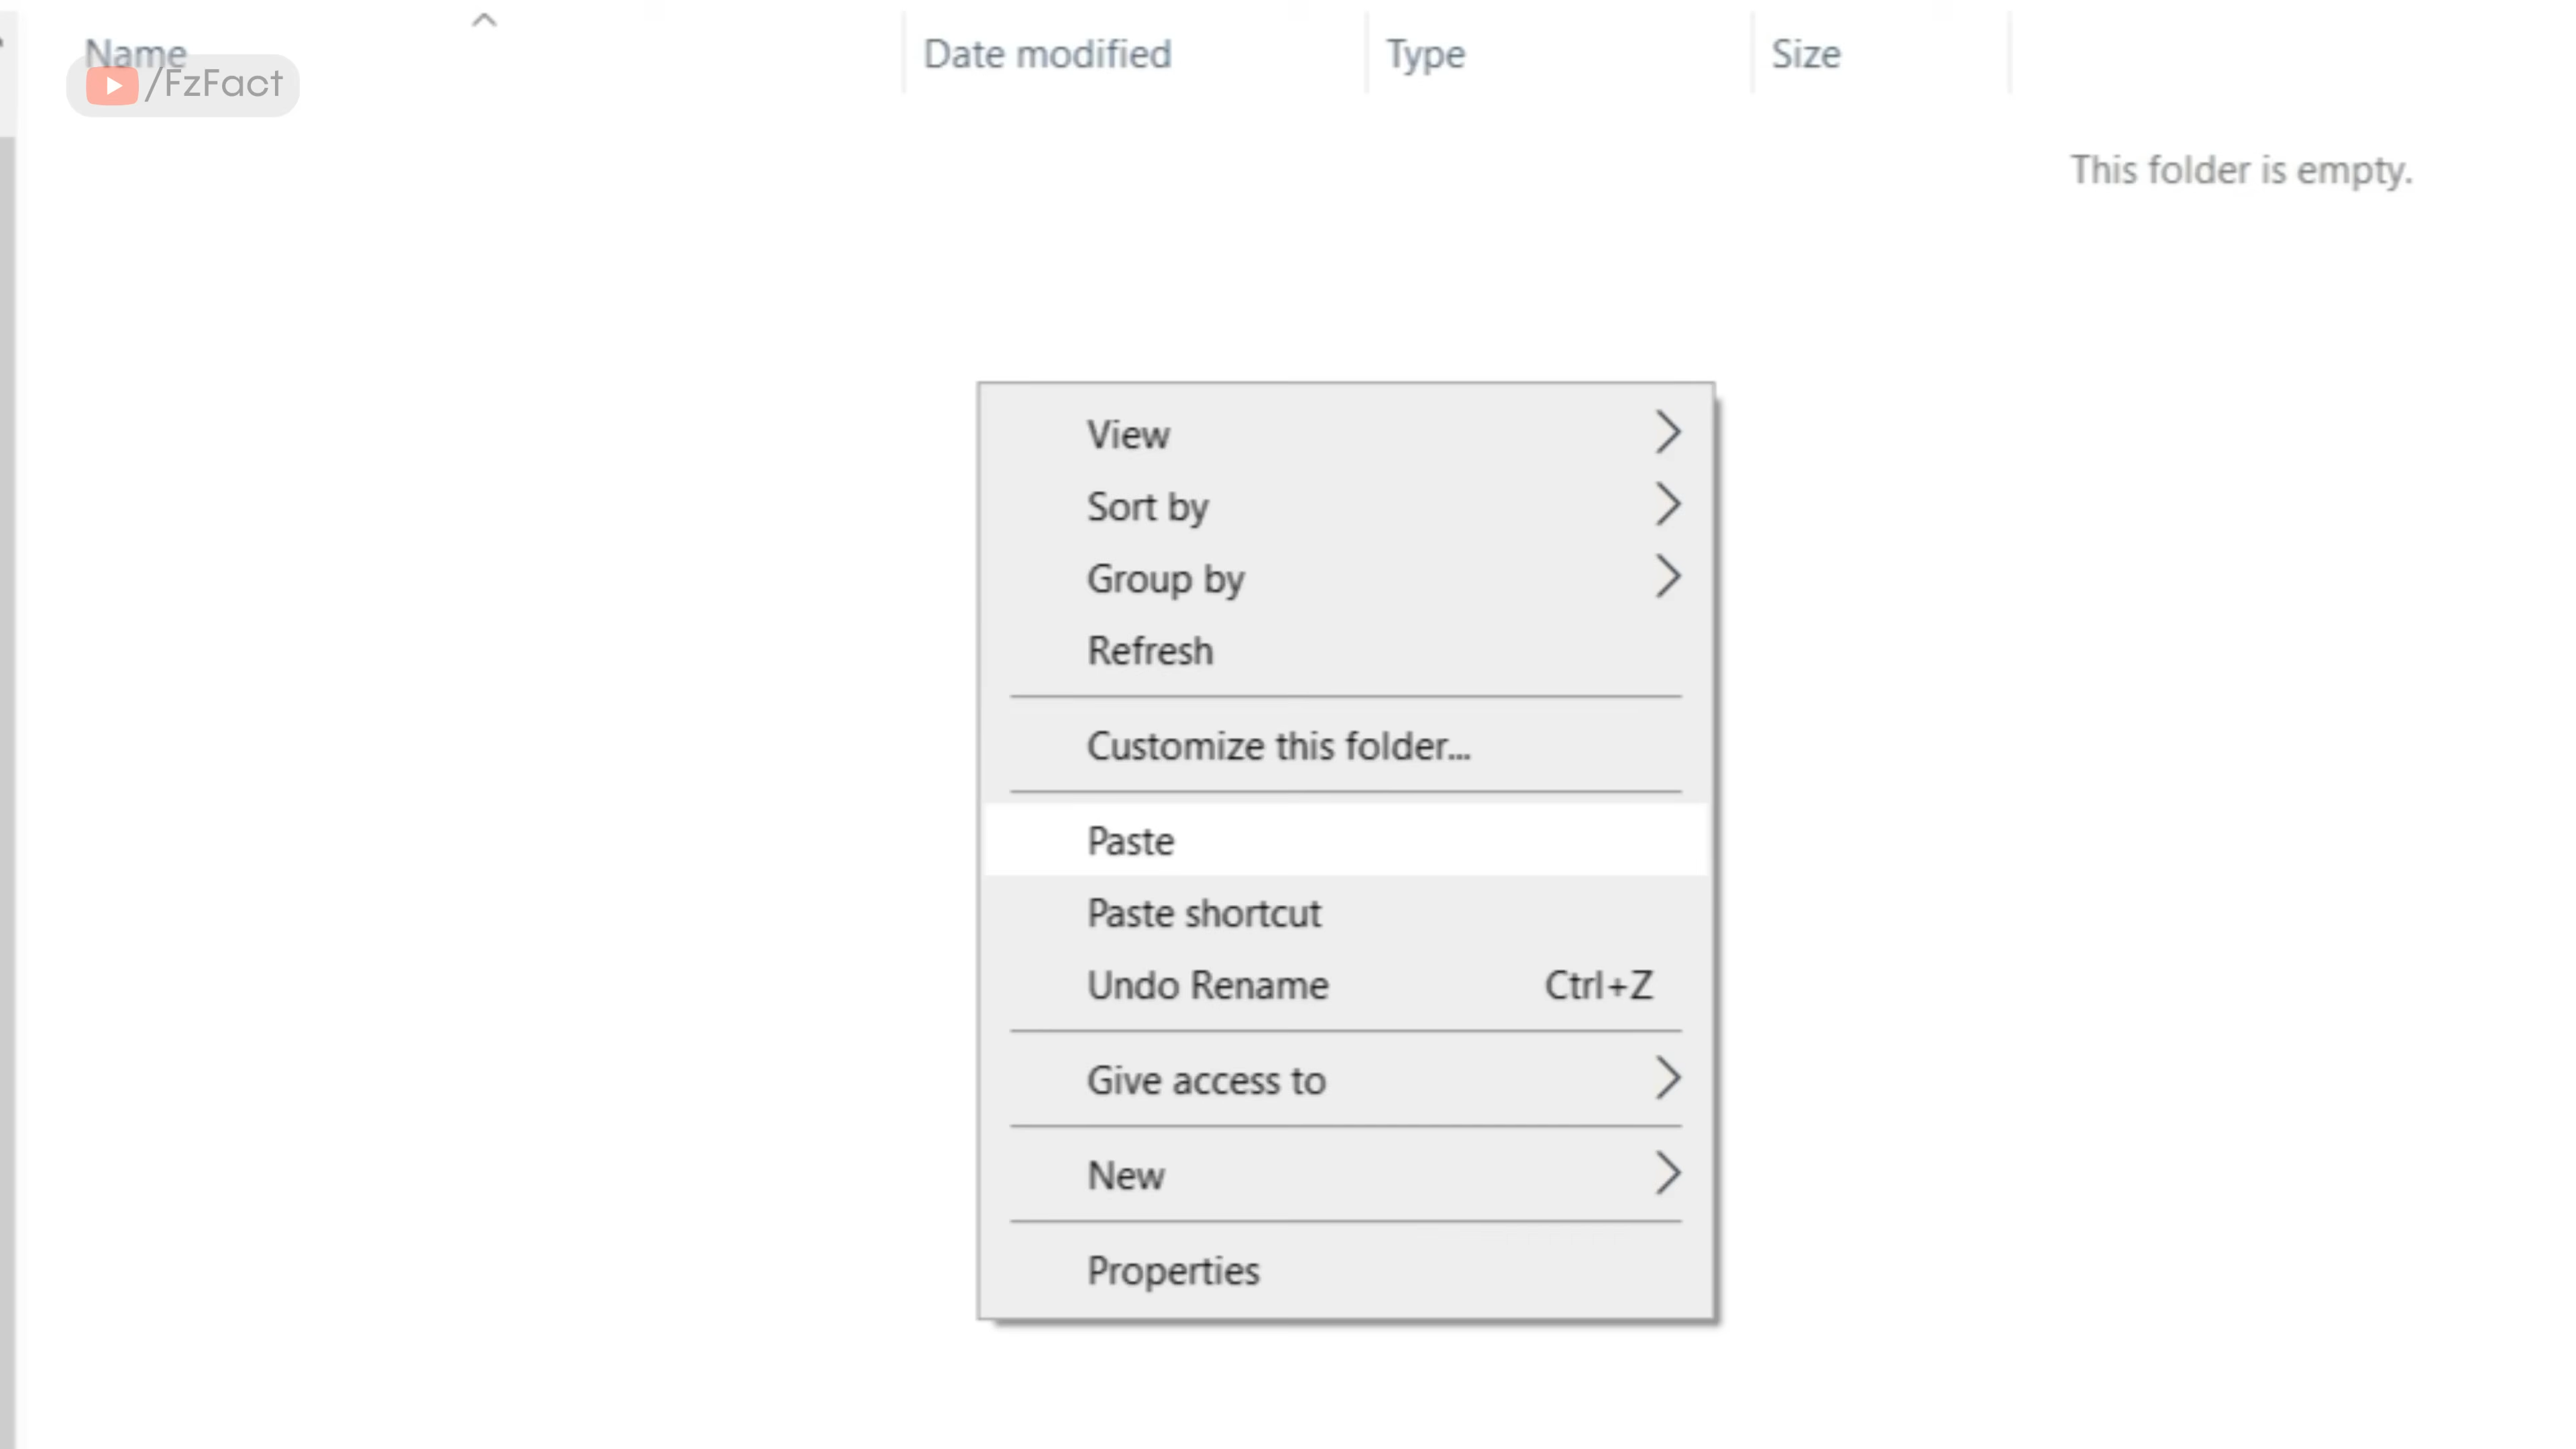 Name
Date modified
Type
Size
/FzFact
This folder is empty.
View
Sort by
Group by
Refresh
Customize this folder...
Paste
Paste shortcut
Undo Rename Ctrl+Z
Give access to
New
Properties